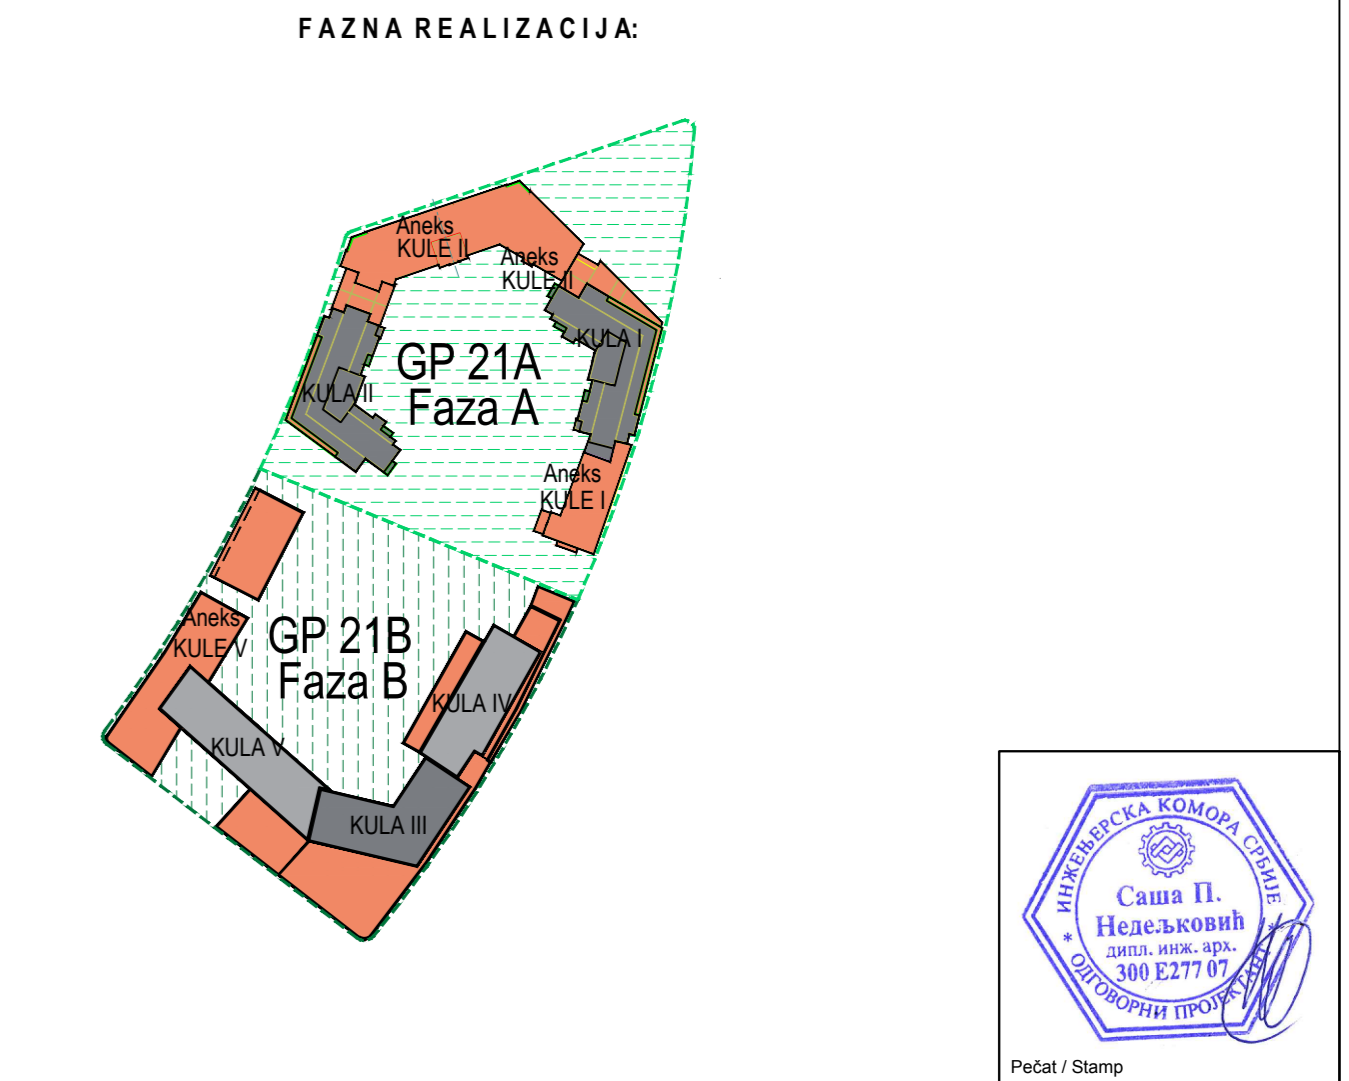 FAZNA REALIZACIJA:
Aneks
KULE II
Aneks
KULE II
KULA I
GP 21A
Faza A
KULA II
Aneks
KULE I
Aneks
KULE V
GP 21B
Faza B
KULA IV
KULA V
KULA III
ИНЖЕЊЕРСКА КОМОРА СРБИЈЕ
Саша П.
Недељковић
дипл. инж. арх.
300 E277 07
* ОДГОВОРНИ ПРОЈЕКТАНТ *
Pečat / Stamp